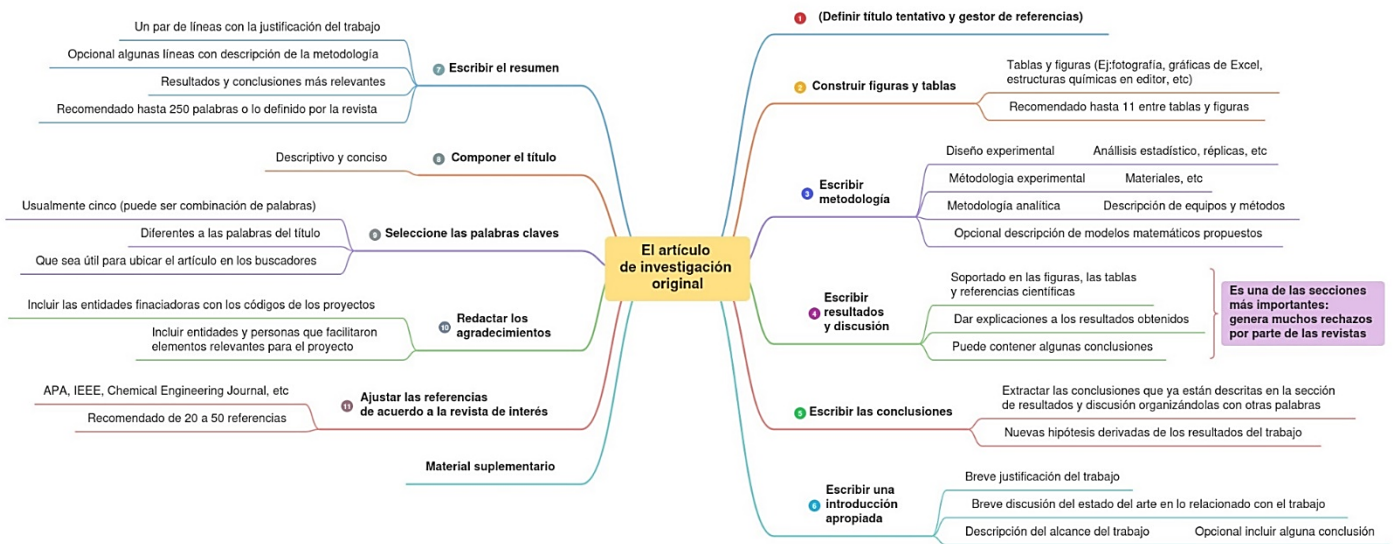 El artículo
de investigación
original
1 (Definir título tentativo y gestor de referencias)
2 Construir figuras y tablas
Tablas y figuras (Ej:fotografía, gráficas de Excel,
estructuras químicas en editor, etc)
Recomendado hasta 11 entre tablas y figuras
3 Escribir
metodología
Diseño experimental Anállisis estadístico, réplicas, etc
Métodologia experimental Materiales, etc
Metodología analítica Descripción de equipos y métodos
Opcional descripción de modelos matemáticos propuestos
4 Escribir
resultados
y discusión
Soportado en las figuras, las tablas
y referencias científicas
Dar explicaciones a los resultados obtenidos
Puede contener algunas conclusiones
Es una de las secciones
más importantes:
genera muchos rechazos
por parte de las revistas
5 Escribir las conclusiones
Extractar las conclusiones que ya están descritas en la sección
de resultados y discusión organizándolas con otras palabras
Nuevas hipótesis derivadas de los resultados del trabajo
6 Escribir una
introducción
apropiada
Breve justificación del trabajo
Breve discusión del estado del arte en lo relacionado con el trabajo
Descripción del alcance del trabajo Opcional incluir alguna conclusión
7 Escribir el resumen
Un par de líneas con la justificación del trabajo
Opcional algunas líneas con descripción de la metodología
Resultados y conclusiones más relevantes
Recomendado hasta 250 palabras o lo definido por la revista
8 Componer el título
Descriptivo y conciso
9 Seleccione las palabras claves
Usualmente cinco (puede ser combinación de palabras)
Diferentes a las palabras del título
Que sea útil para ubicar el artículo en los buscadores
10 Redactar los
agradecimientos
Incluir las entidades finaciadoras con los códigos de los proyectos
Incluir entidades y personas que facilitaron
elementos relevantes para el proyecto
11 Ajustar las referencias
de acuerdo a la revista de interés
APA, IEEE, Chemical Engineering Journal, etc
Recomendado de 20 a 50 referencias
Material suplementario